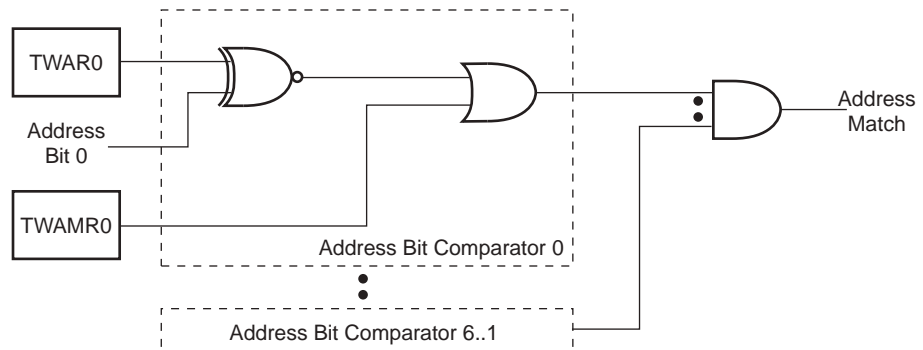 TWAR0
Address
Bit 0
Address
Match
TWAMR0
Address Bit Comparator 0
Address Bit Comparator 6..1